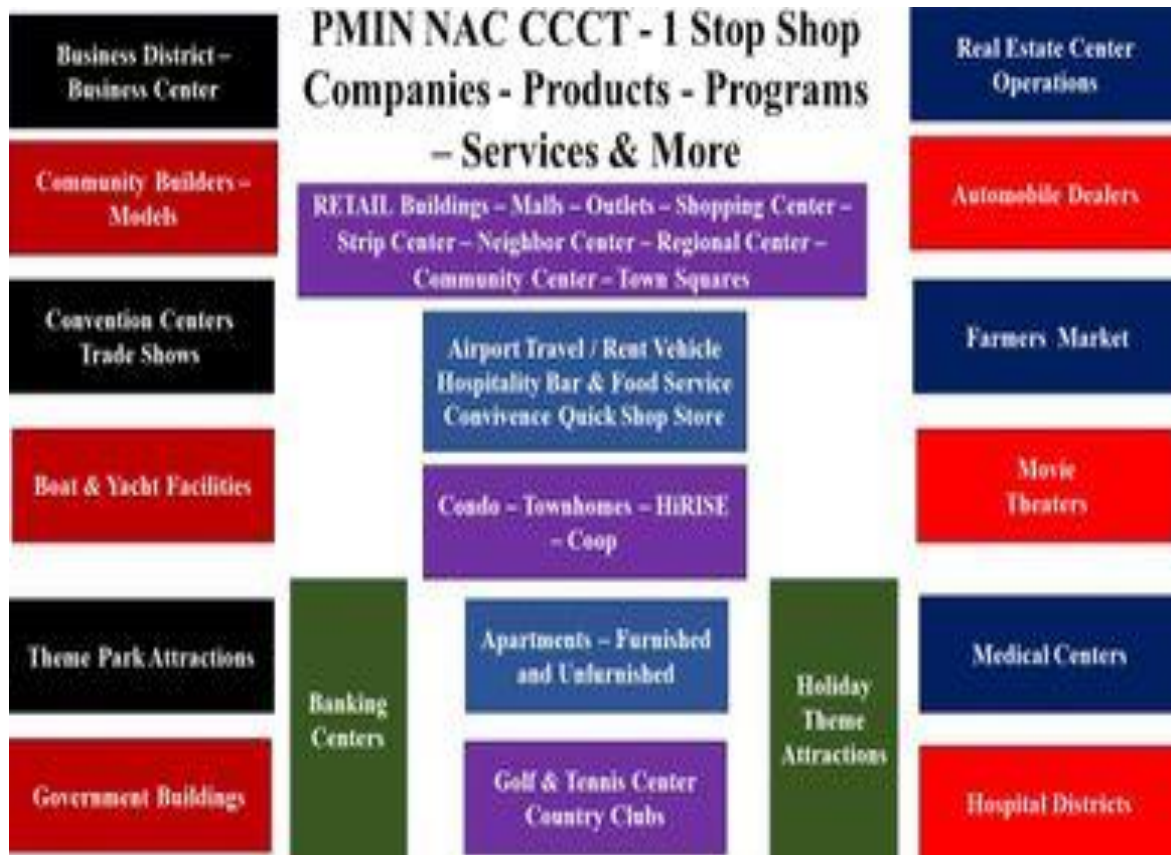 PMIN NAC CCCT - 1 Stop Shop
Companies - Products - Programs
– Services & More
Business District –
Business Center
Community Builders –
Models
Convention Centers
Trade Shows
Boat & Yacht Facilities
Theme Park Attractions
Government Buildings
RETAIL Buildings – Malls – Outlets – Shopping Center –
Strip Center – Neighbor Center – Regional Center –
Community Center – Town Squares
Airport Travel / Rent Vehicle
Hospitality Bar & Food Service
Convivence Quick Shop Store
Condo – Townhomes – HiRISE
– Coop
Banking
Centers
Apartments – Furnished
and Unfurnished
Golf & Tennis Center
Country Clubs
Holiday
Theme
Attractions
Real Estate Center
Operations
Automobile Dealers
Farmers Market
Movie
Theaters
Medical Centers
Hospital Districts